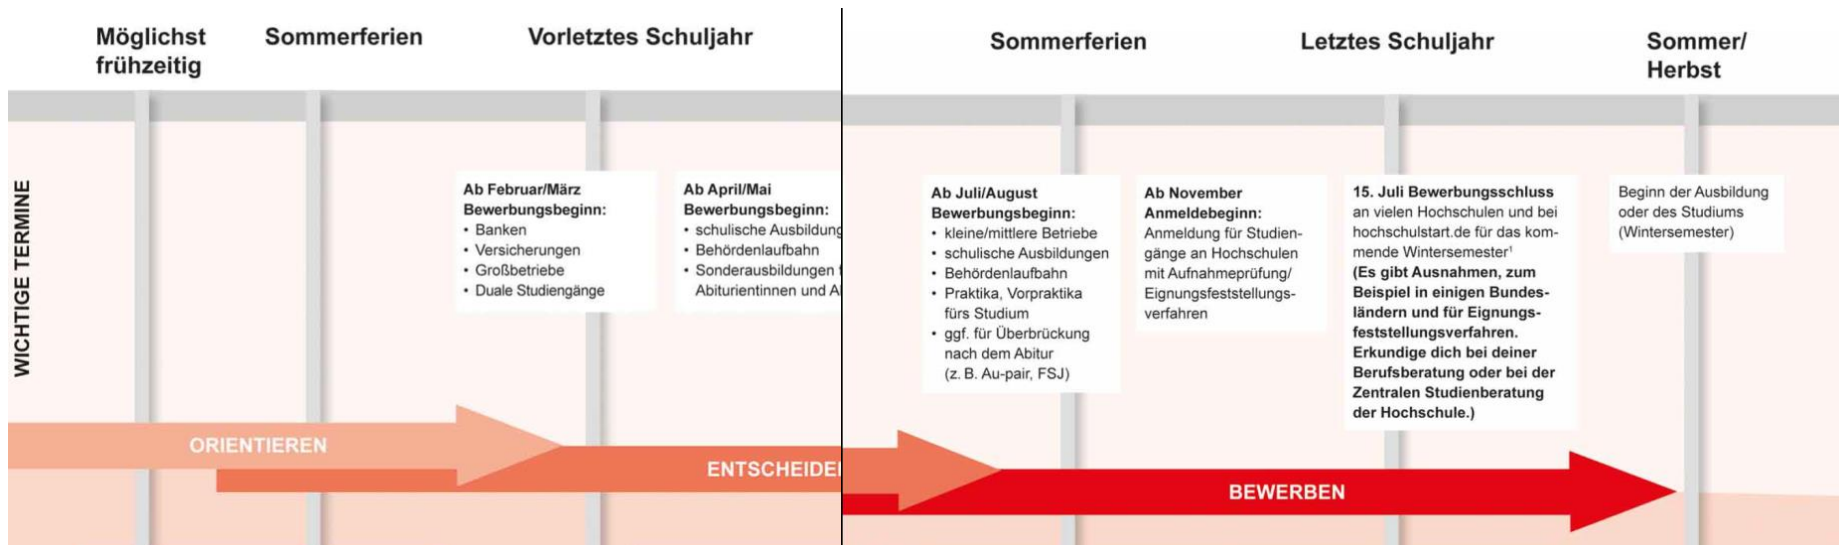 Möglichst
frühzeitig
Sommerferien
Vorletztes Schuljahr
Sommerferien
Letztes Schuljahr
Sommer/
Herbst
WICHTIGE TERMINE
Ab Februar/März
Bewerbungsbeginn:
• Banken
• Versicherungen
• Großbetriebe
• Duale Studiengänge
Ab April/Mai
Bewerbungsbeginn:
• schulische Ausbildung
• Behördenlaufbahn
• Sonderausbildungen
Abiturientinnen und
Ab Juli/August
Bewerbungsbeginn:
• kleine/mittlere Betriebe
• schulische Ausbildungen
• Behördenlaufbahn
• Praktika, Vorpraktika
fürs Studium
• ggf. für Überbrückung
nach dem Abitur
(z. B. Au-pair, FSJ)
Ab November
Anmeldebeginn:
Anmeldung für Studien-
gänge an Hochschulen
mit Aufnahmeprüfung/
Eignungsfeststellungs-
verfahren
15. Juli Bewerbungsschluss
an vielen Hochschulen und bei
hochschulstart.de für das kom-
mende Wintersemester¹
(Es gibt Ausnahmen, zum
Beispiel in einigen Bundes-
ländern und für Eignungs-
feststellungsverfahren.
Erkundige dich bei deiner
Berufsberatung oder bei der
Zentralen Studienberatung
der Hochschule.)
Beginn der Ausbildung
oder des Studiums
(Wintersemester)
ORIENTIEREN
ENTSCHEIDE
BEWERBEN